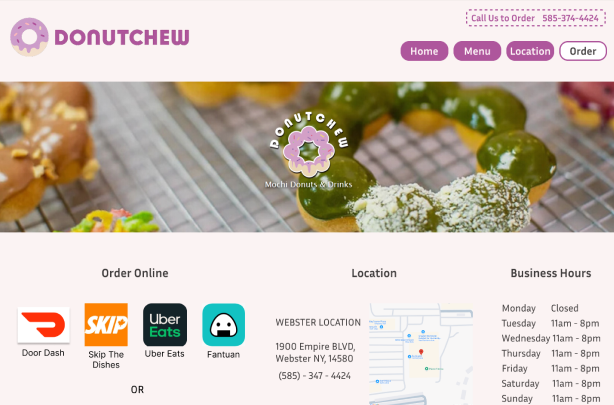 Call Us to Order 585-374-4424
DONUTCHEW
Home Menu Location Order
DONUTCHEW
Mochi Donuts & Drinks
Order Online
SKIP
Uber
Eats
Door Dash
Skip The
Dishes
Uber Eats
Fantuan
OR
Location
WEBSTER LOCATION
1900 Empire BLVD,
Webster NY, 14580
(585) - 347 - 4424
Business Hours
Monday Closed
Tuesday 11am - 8pm
Wednesday 11am - 8pm
Thursday 11am - 8pm
Friday 11am - 8pm
Saturday 11am - 8pm
Sunday 11am - 8pm